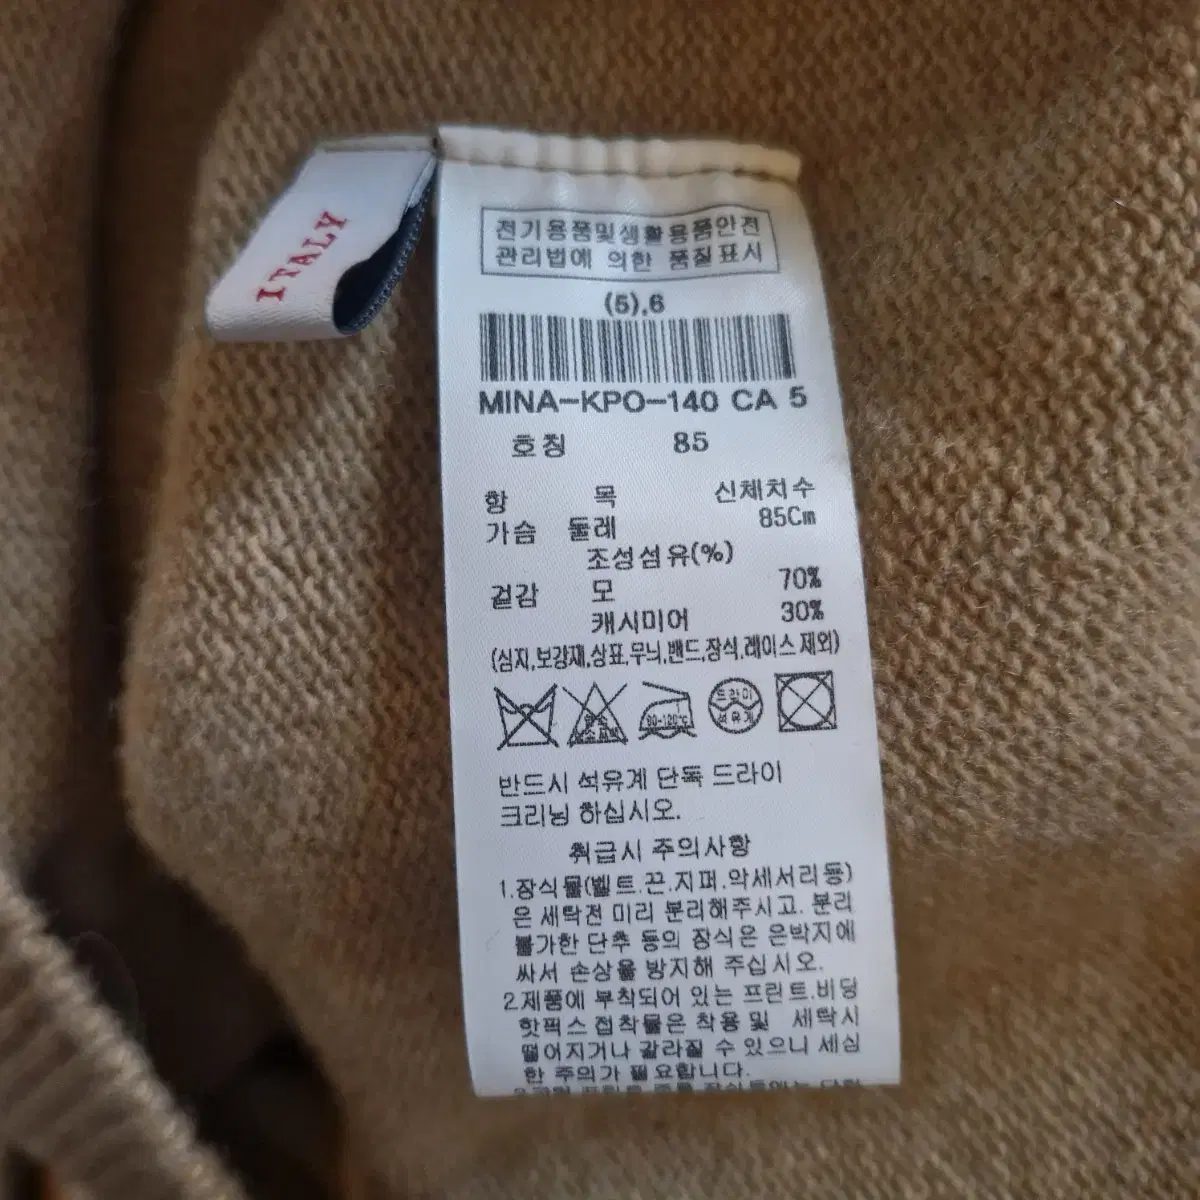 ITALY
전기용품및생활용품안전
관리법에 의한 품질표시
(5),6
MINA-KPO-140 CA 5
호칭 85
항 목 신체치수
가슴 둘레 85Cm
조성섬유(%)
겉감 모 70%
캐시미어 30%
(심지,보강재,상표,무늬,밴드,장식,레이스 제외)
80-120℃
드라이
석유계
반드시 석유계 단독 드라이
크리닝 하십시오.
취급시 주의사항
1.장식물(벨트.끈.지퍼.악세서리등)
은 세탁전 미리 분리해주시고. 분리
불가한 단추 등의 장식은 은박지에
싸서 손상을 방지해 주십시오.
2.제품에 부착되어 있는 프린트.비딩
핫픽스 접착물은 착용 및 세탁시
떨어지거나 갈라질 수 있으니 세심
한 주의가 필요합니다.